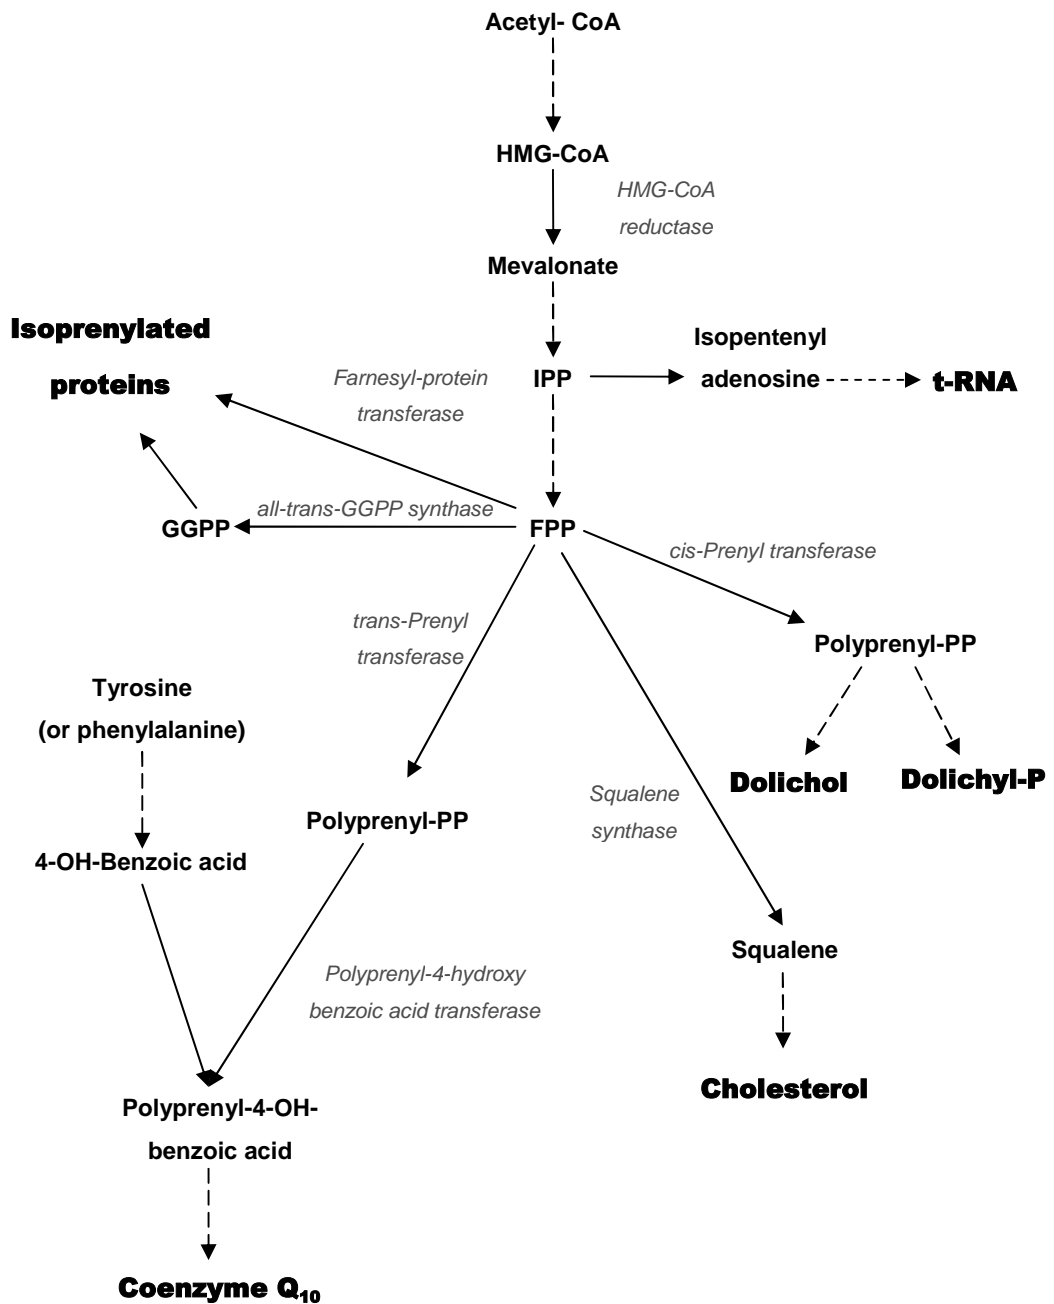 Acetyl- CoA
HMG-CoA
HMG-CoA
reductase
Mevalonate
Isoprenylated
proteins
Farnesyl-protein
transferase
IPP
Isopentenyl
adenosine
t-RNA
GGPP
all-trans-GGPP synthase
FPP
cis-Prenyl transferase
trans-Prenyl
transferase
Polyprenyl-PP
Tyrosine
(or phenylalanine)
Dolichol
Dolichyl-P
Polyprenyl-PP
Squalene
synthase
4-OH-Benzoic acid
Squalene
Polyprenyl-4-hydroxy
benzoic acid transferase
Cholesterol
Polyprenyl-4-OH-
benzoic acid
Coenzyme Q10